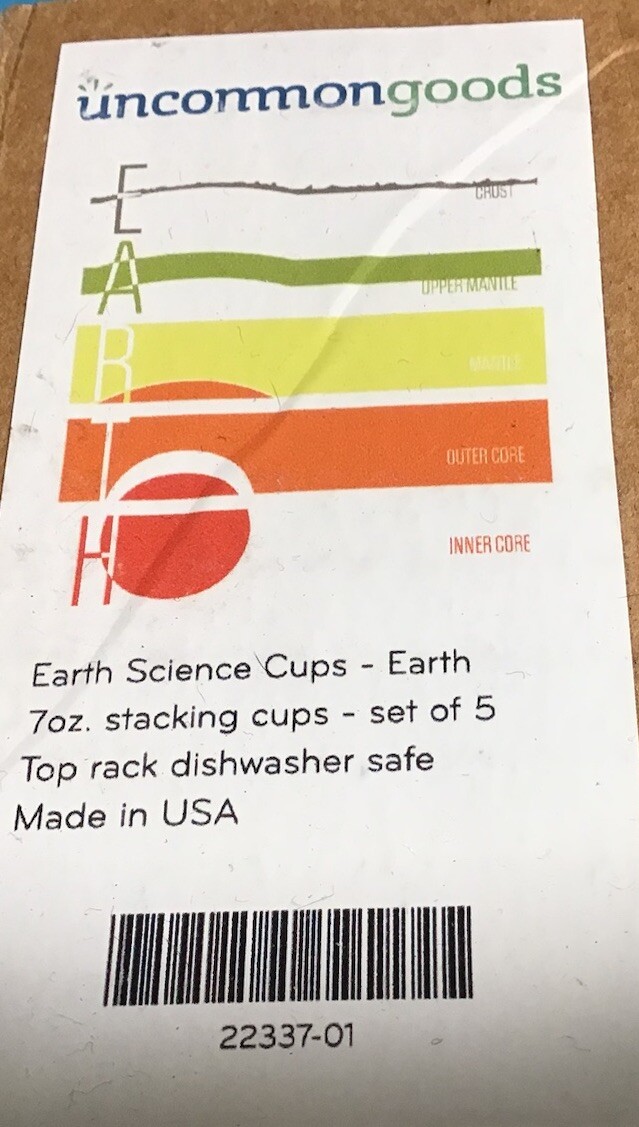 uncommongoods
E
CRUST
A
UPPER MANTLE
R
MANTLE
T
OUTER CORE
H
INNER CORE
Earth Science Cups - Earth
7oz. stacking cups - set of 5
Top rack dishwasher safe
Made in USA
22337-01